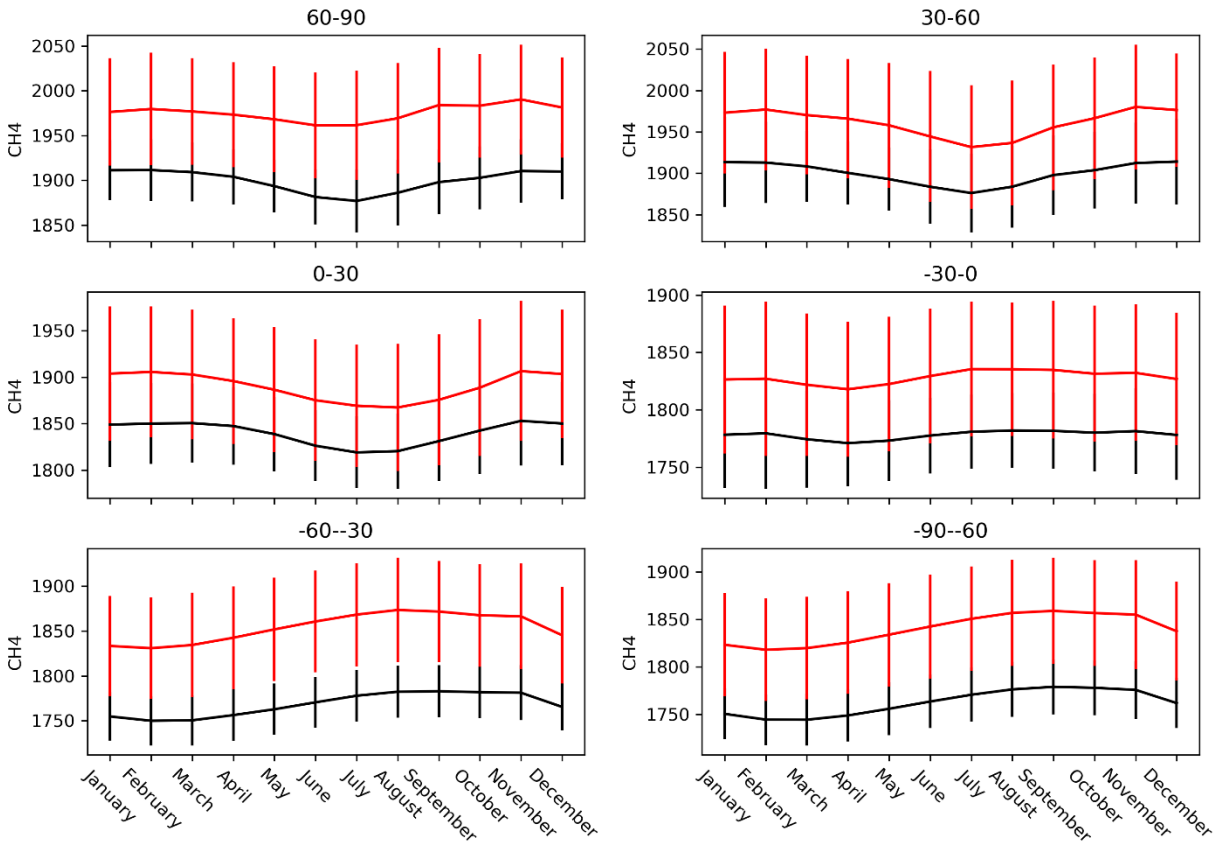 60-90
CH4
2050
2000
1950
1900
1850
30-60
CH4
2050
2000
1950
1900
1850
0-30
CH4
1950
1900
1850
1800
-30-0
CH4
1900
1850
1800
1750
-60--30
CH4
1900
1850
1800
1750
January
February
March
April
May
June
July
August
September
October
November
December
-90--60
CH4
1900
1850
1800
1750
January
February
March
April
May
June
July
August
September
October
November
December